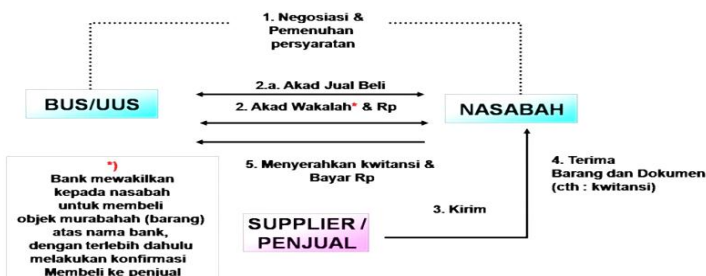 1. Negosiasi &
Pemenuhan
persyaratan
2.a. Akad Jual Beli
BUS/UUS
2. Akad Wakalah* & Rp
NASABAH
*)
Bank mewakilkan
kepada nasabah
untuk membeli
objek murabahah (barang)
atas nama bank,
dengan terlebih dahulu
melakukan konfirmasi
Membeli ke penjual
5. Menyerahkan kwitansi &
Bayar Rp
4. Terima
Barang dan Dokumen
(cth : kwitansi)
3. Kirim
SUPPLIER /
PENJUAL